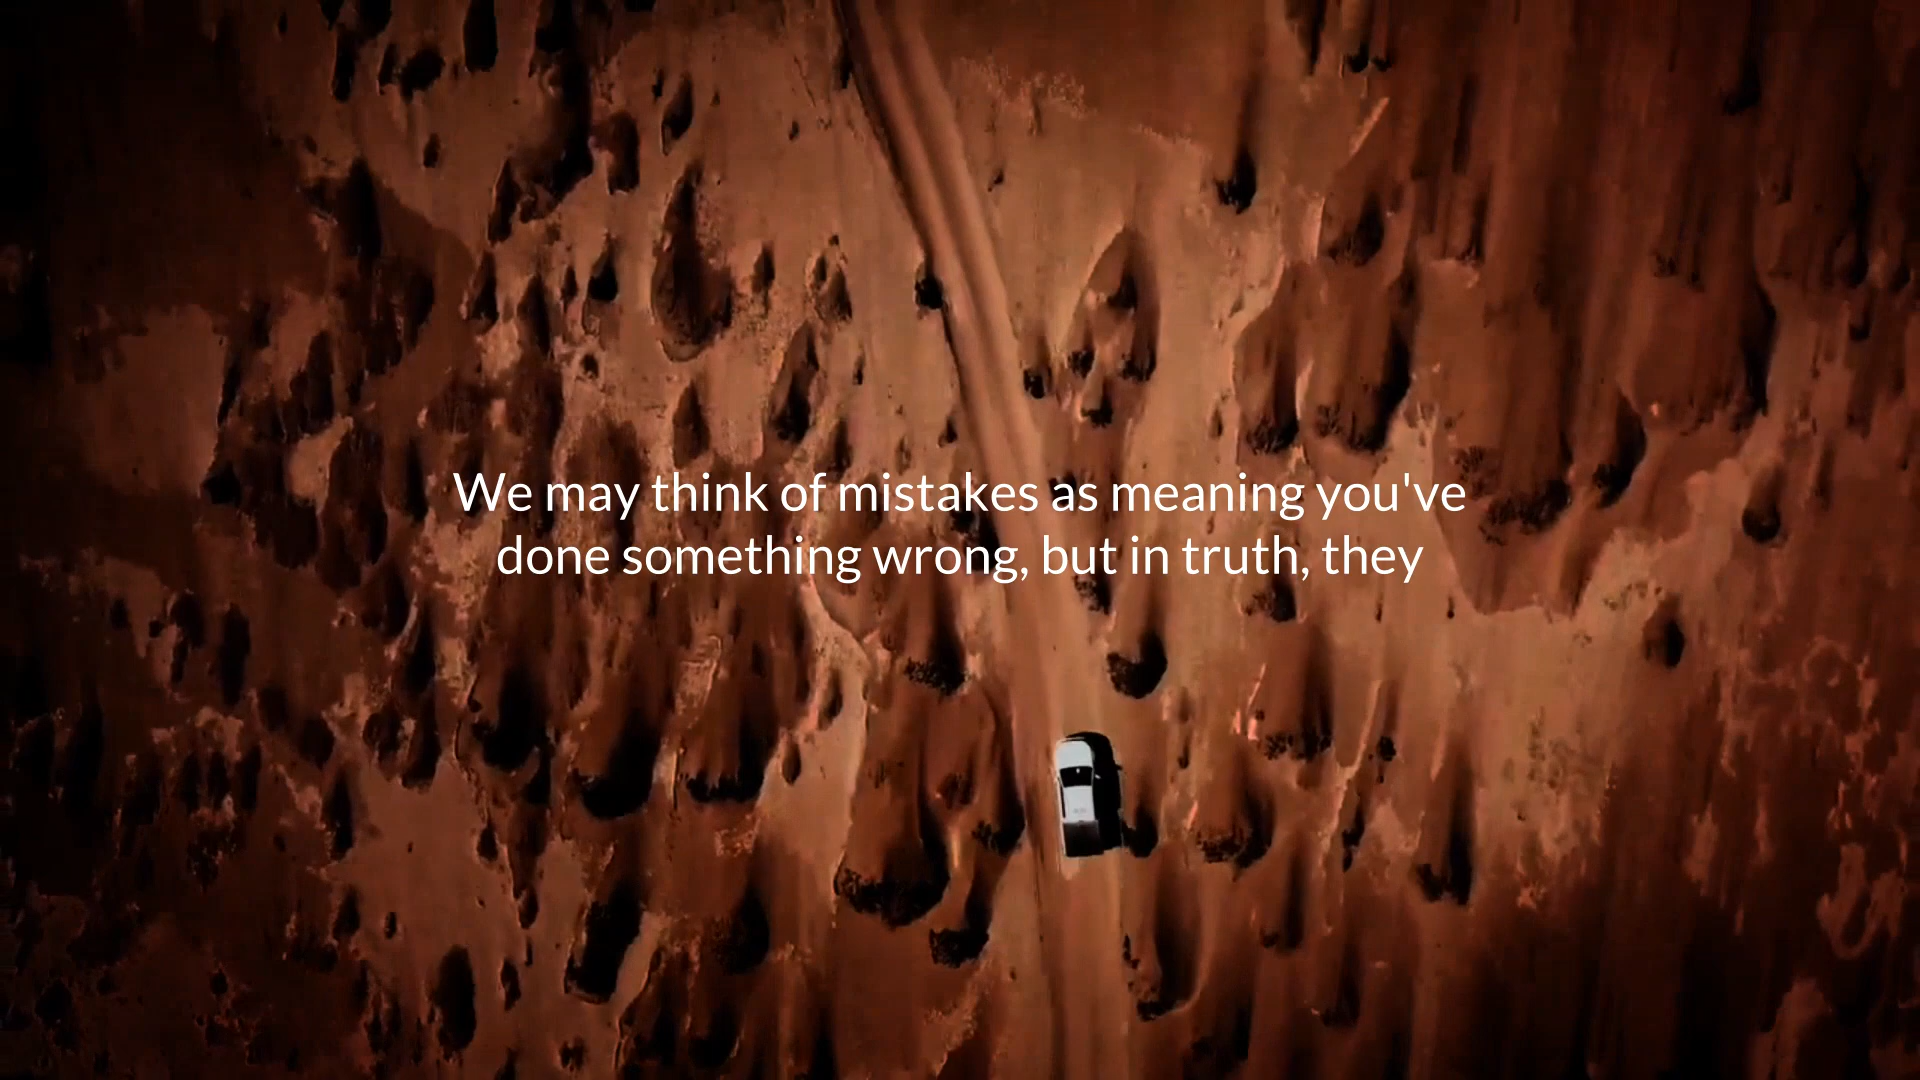 We may think of mistakes as meaning you've
done something wrong, but in truth, they